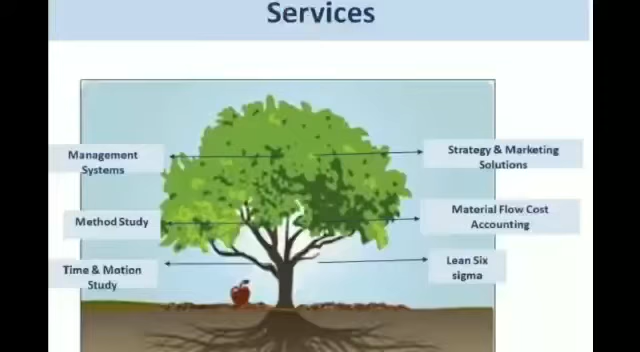 Services
Management
Systems
Strategy & Marketing
Solutions
Method Study
Material Flow Cost
Accounting
Time & Motion
Study
Lean Six
sigma